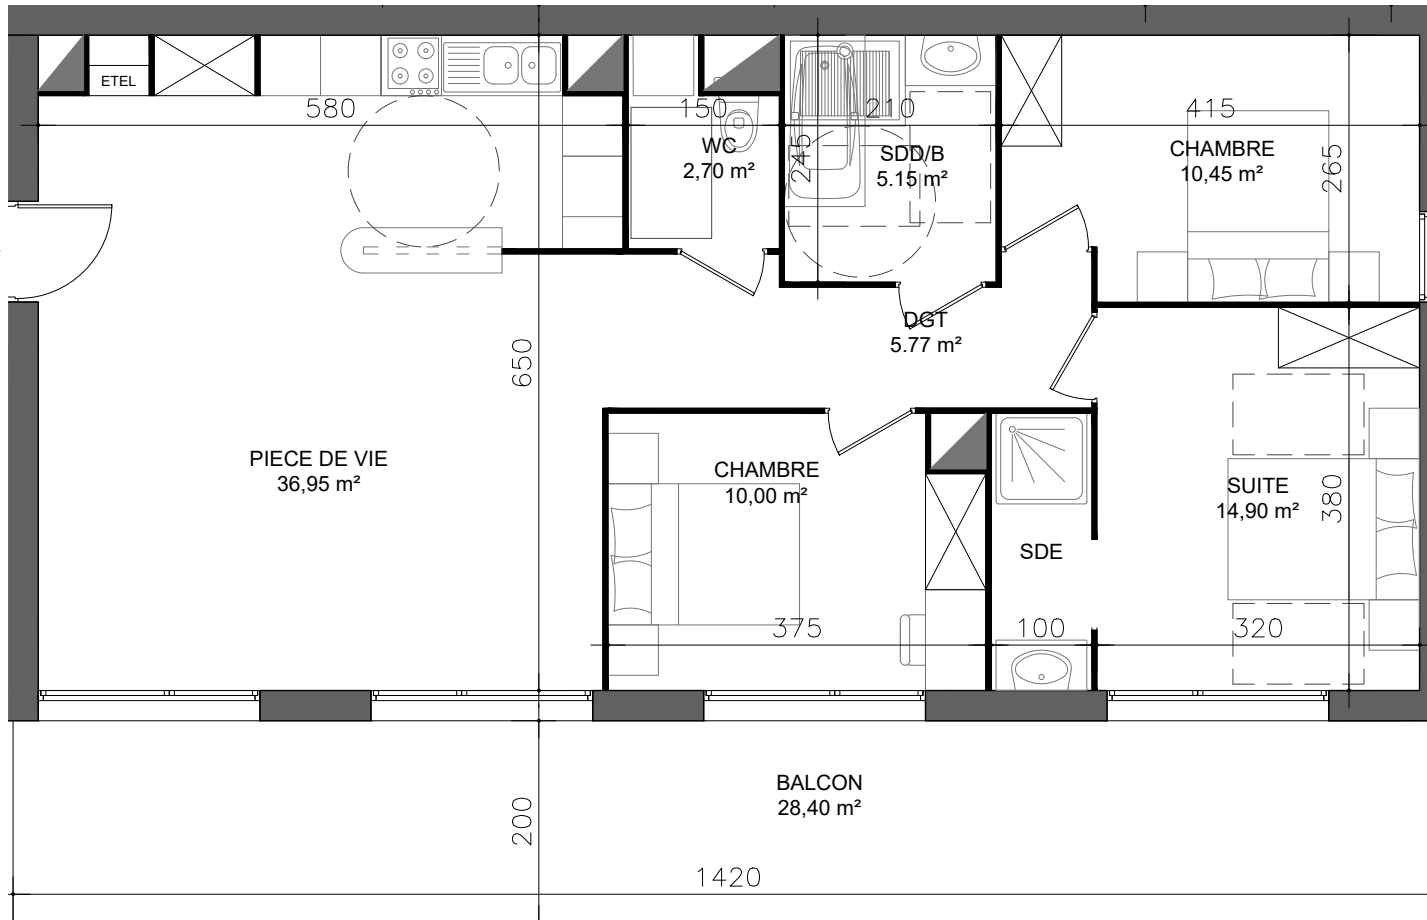 ETEL
580
150
210
415
WC
2,70 m²
245
SDD/B
5.15 m²
CHAMBRE
10,45 m²
265
DGT
5.77 m²
650
PIECE DE VIE
36,95 m²
CHAMBRE
10,00 m²
SUITE
14,90 m²
380
SDE
375
100
320
BALCON
28,40 m²
200
1420